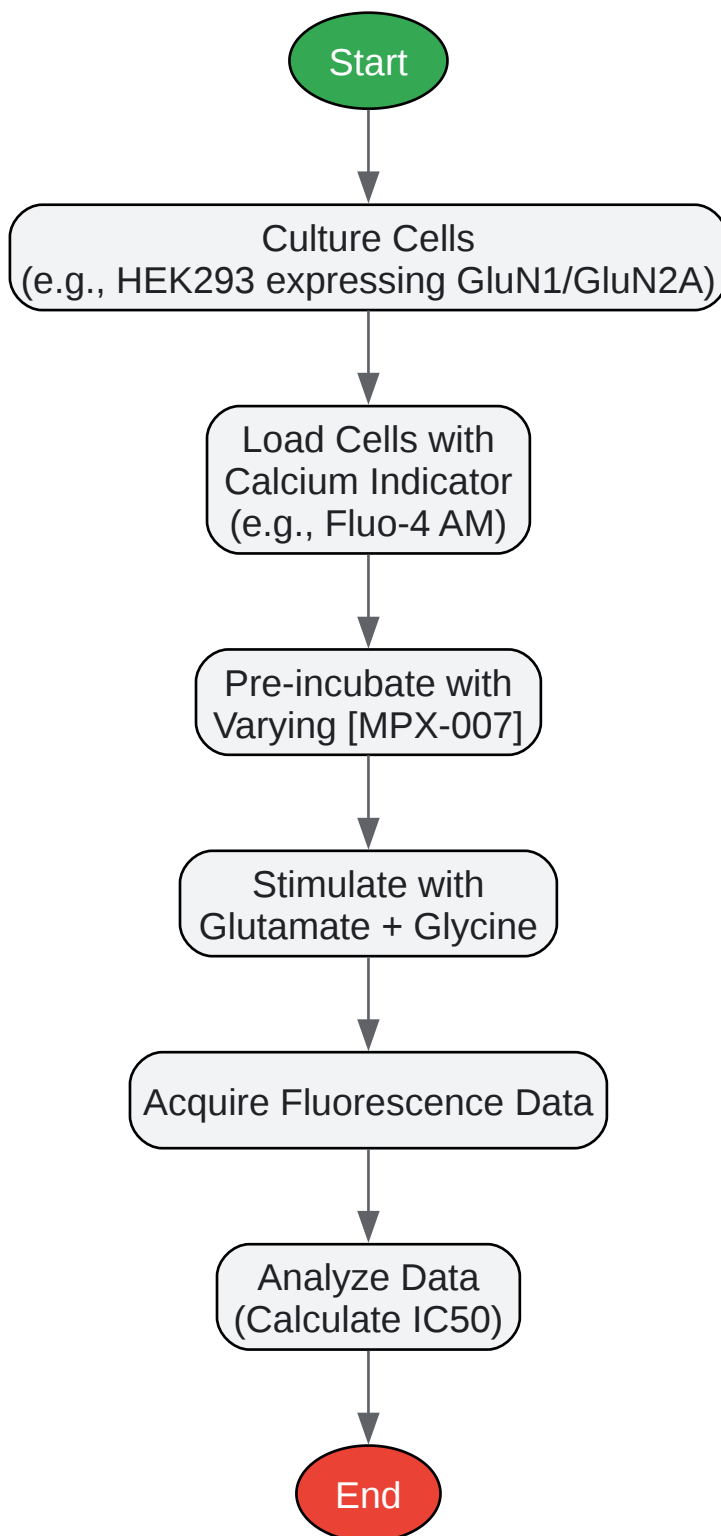 Start
Culture Cells
(e.g., HEK293 expressing GluN1/GluN2A)
Load Cells with
Calcium Indicator
(e.g., Fluo-4 AM)
Pre-incubate with
Varying [MPX-007]
Stimulate with
Glutamate + Glycine
Acquire Fluorescence Data
Analyze Data
(Calculate IC50)
End